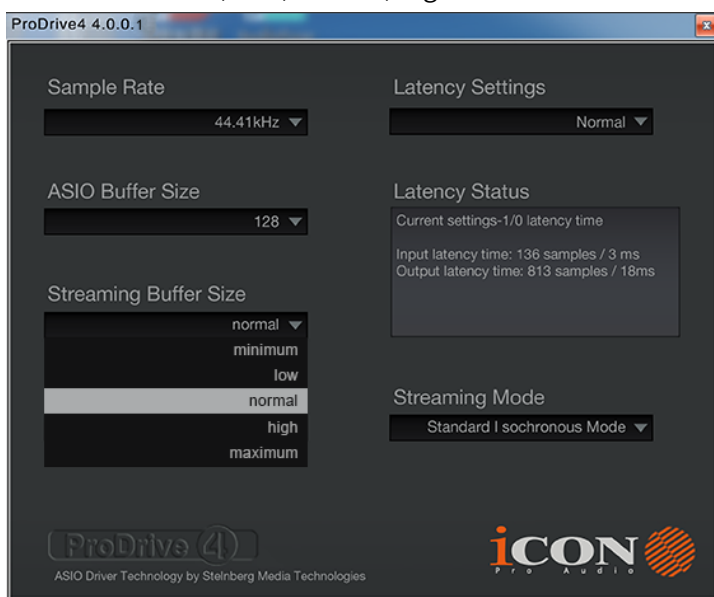 ProDrive4 4.0.0.1
Sample Rate
44.41kHz
ASIO Buffer Size
128
Streaming Buffer Size
normal
minimum
low
normal
high
maximum
Latency Settings
Normal
Latency Status
Current settings-1/0 latency time
Input latency time: 136 samples / 3 ms
Output latency time: 813 samples / 18ms
Streaming Mode
Standard I sochronous Mode
ProDrive 4
ASIO Driver Technology by Steinberg Media Technologies
iCON
Pro Audio